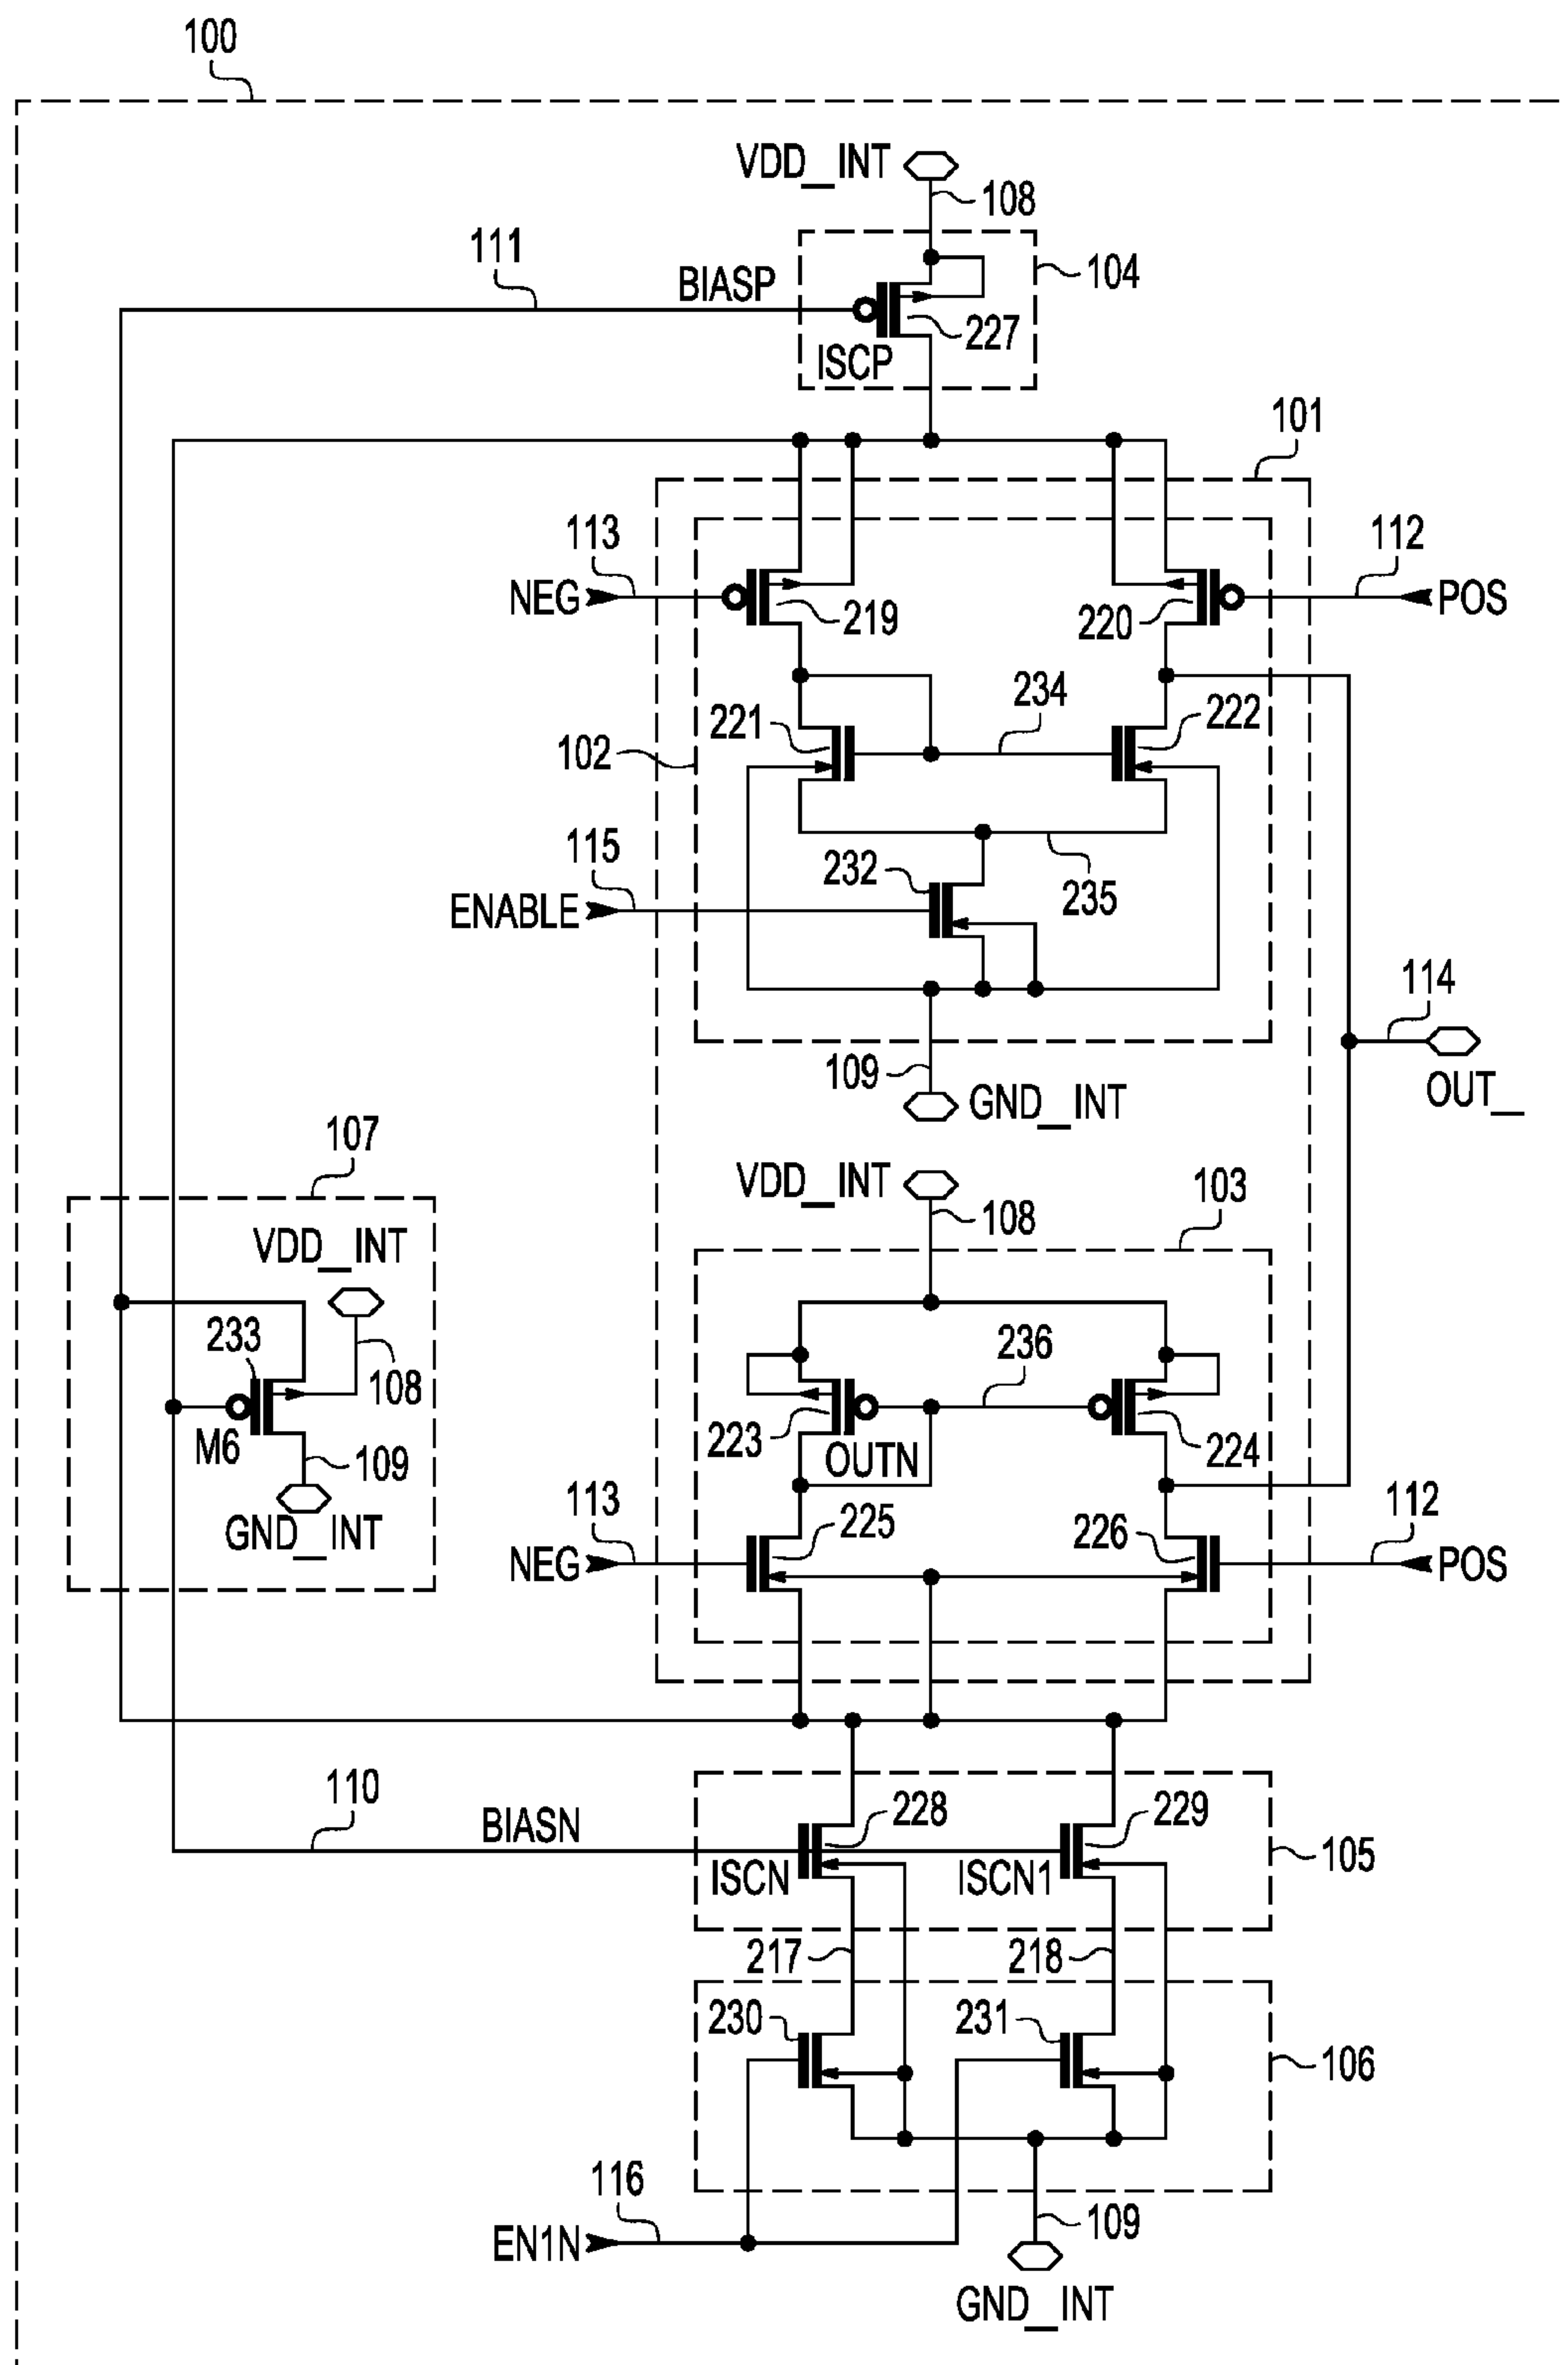 100
VDD_INT
108
111
BIASP
104
227
ISCP
101
113
112
NEG
219
220
POS
221
234
222
102
115
232
235
ENABLE
114
109
GND_INT
OUT_
107
VDD_INT
103
108
VDD_INT
233
236
108
M6
223
OUTN
224
109
GND_INT
113
225
226
112
NEG
POS
110
BIASN
228
229
ISCN
ISCN1
105
217
218
230
231
106
116
109
EN1N
GND_INT